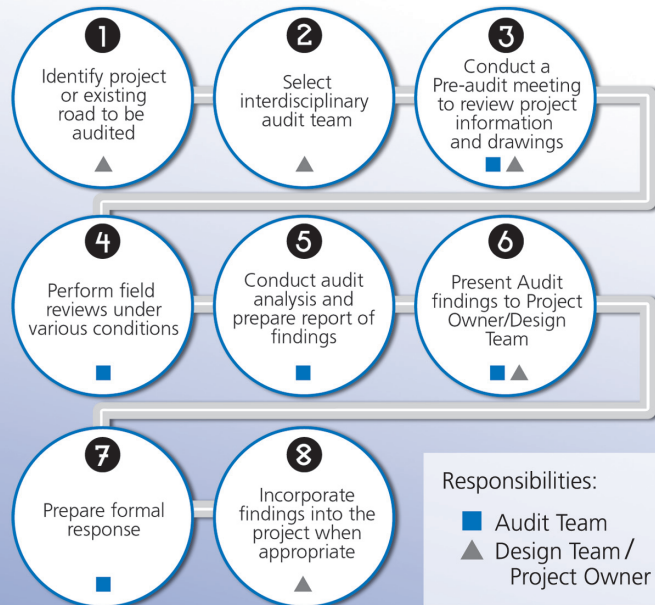 1
Identify project
or existing
road to be
audited
2
Select
interdisciplinary
audit team
3
Conduct a
Pre-audit meeting
to review project
information
and drawings
4
Perform field
reviews under
various conditions
5
Conduct audit
analysis and
prepare report of
findings
6
Present Audit
findings to Project
Owner/Design
Team
7
Prepare formal
response
8
Incorporate
findings into the
project when
appropriate
Responsibilities:
Audit Team
Design Team /
Project Owner